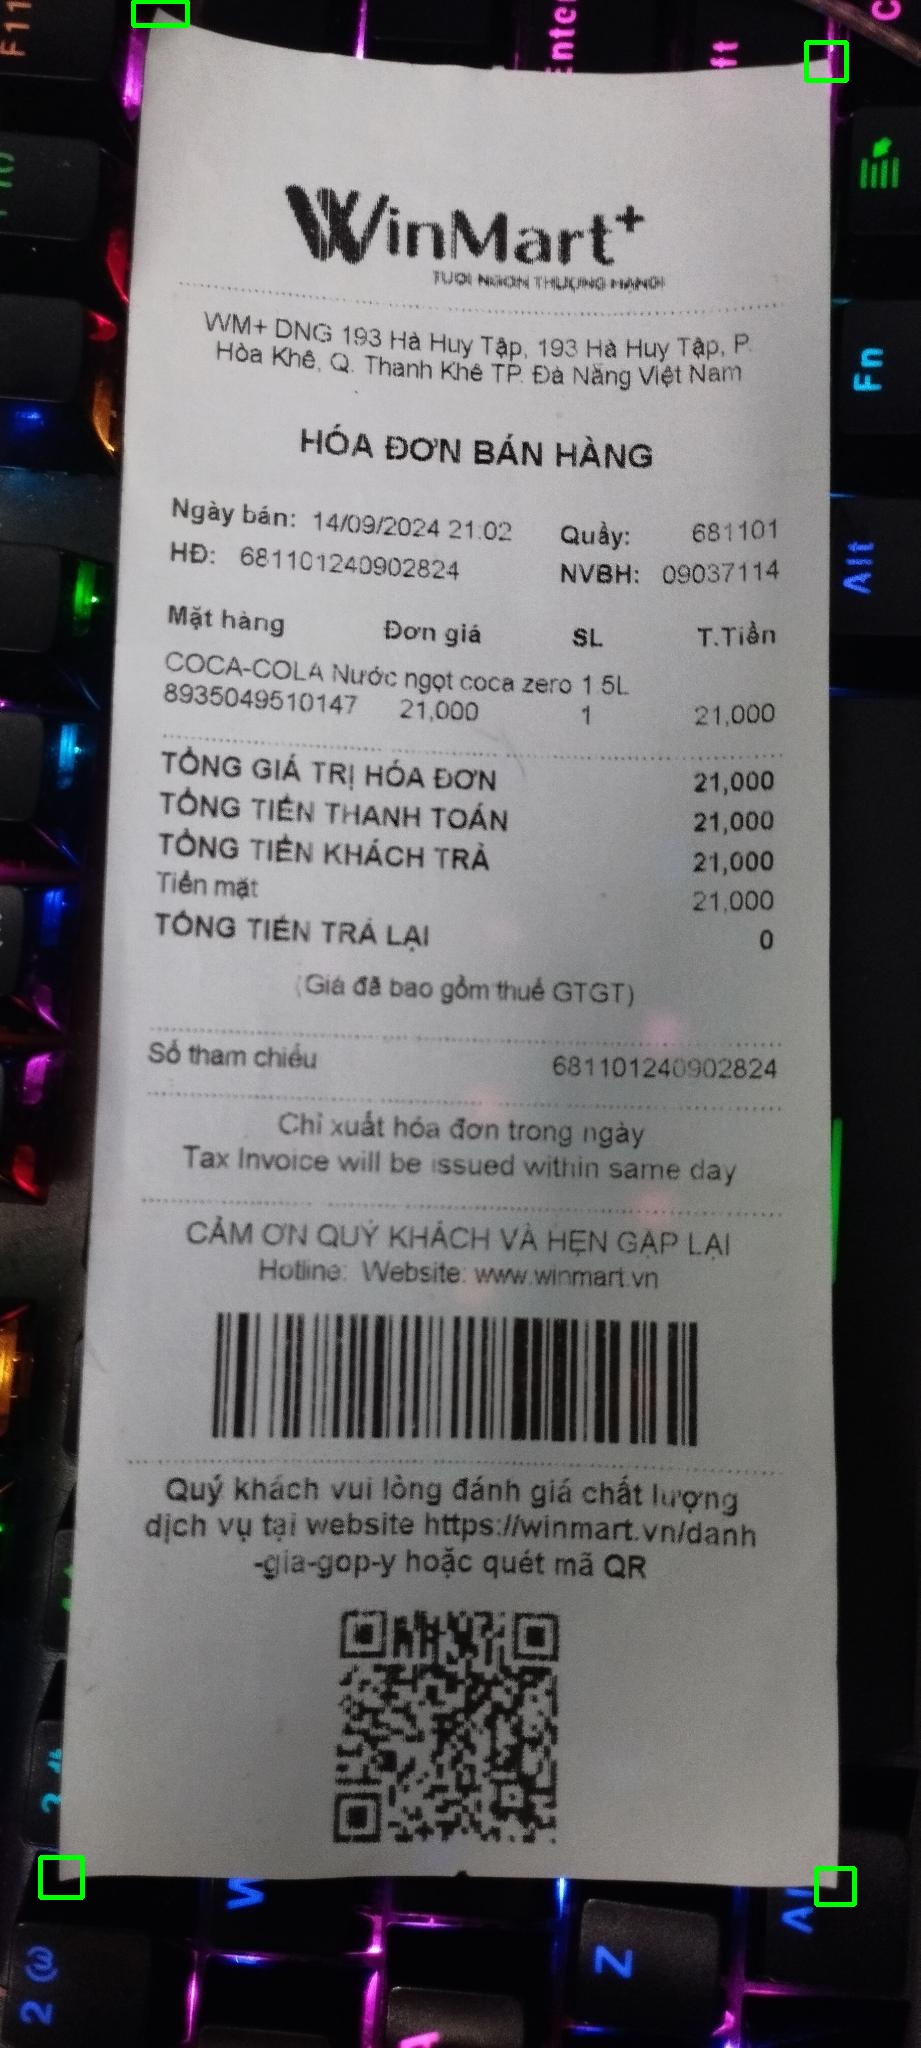 F11
Enter
WinMart+
TƯƠI NGON THƯỢNG HẠNG!
WM+ DNG 193 Hà Huy Tập, 193 Hà Huy Tập, P.
Hòa Khê, Q. Thanh Khê TP. Đà Nẵng Việt Nam
Fn
HÓA ĐƠN BÁN HÀNG
Ngày bán: 14/09/2024 21:02 Quầy: 681101
HĐ: 681101240902824 NVBH: 09037114
Alt
Mặt hàng Đơn giá SL T.Tiền
COCA-COLA Nước ngọt coca zero 1.5L
8935049510147 21,000 1 21,000
TỔNG GIÁ TRỊ HÓA ĐƠN 21,000
TỔNG TIỀN THANH TOÁN 21,000
TỔNG TIỀN KHÁCH TRẢ 21,000
Tiền mặt 21,000
TỔNG TIỀN TRẢ LẠI 0
(Giá đã bao gồm thuế GTGT)
Số tham chiếu 681101240902824
Chỉ xuất hóa đơn trong ngày
Tax Invoice will be issued within same day
CẢM ƠN QUÝ KHÁCH VÀ HẸN GẶP LẠI
Hotline: Website: www.winmart.vn
Quý khách vui lòng đánh giá chất lượng
dịch vụ tại website https://winmart.vn/danh
-gia-gop-y hoặc quét mã QR
Z
2
A